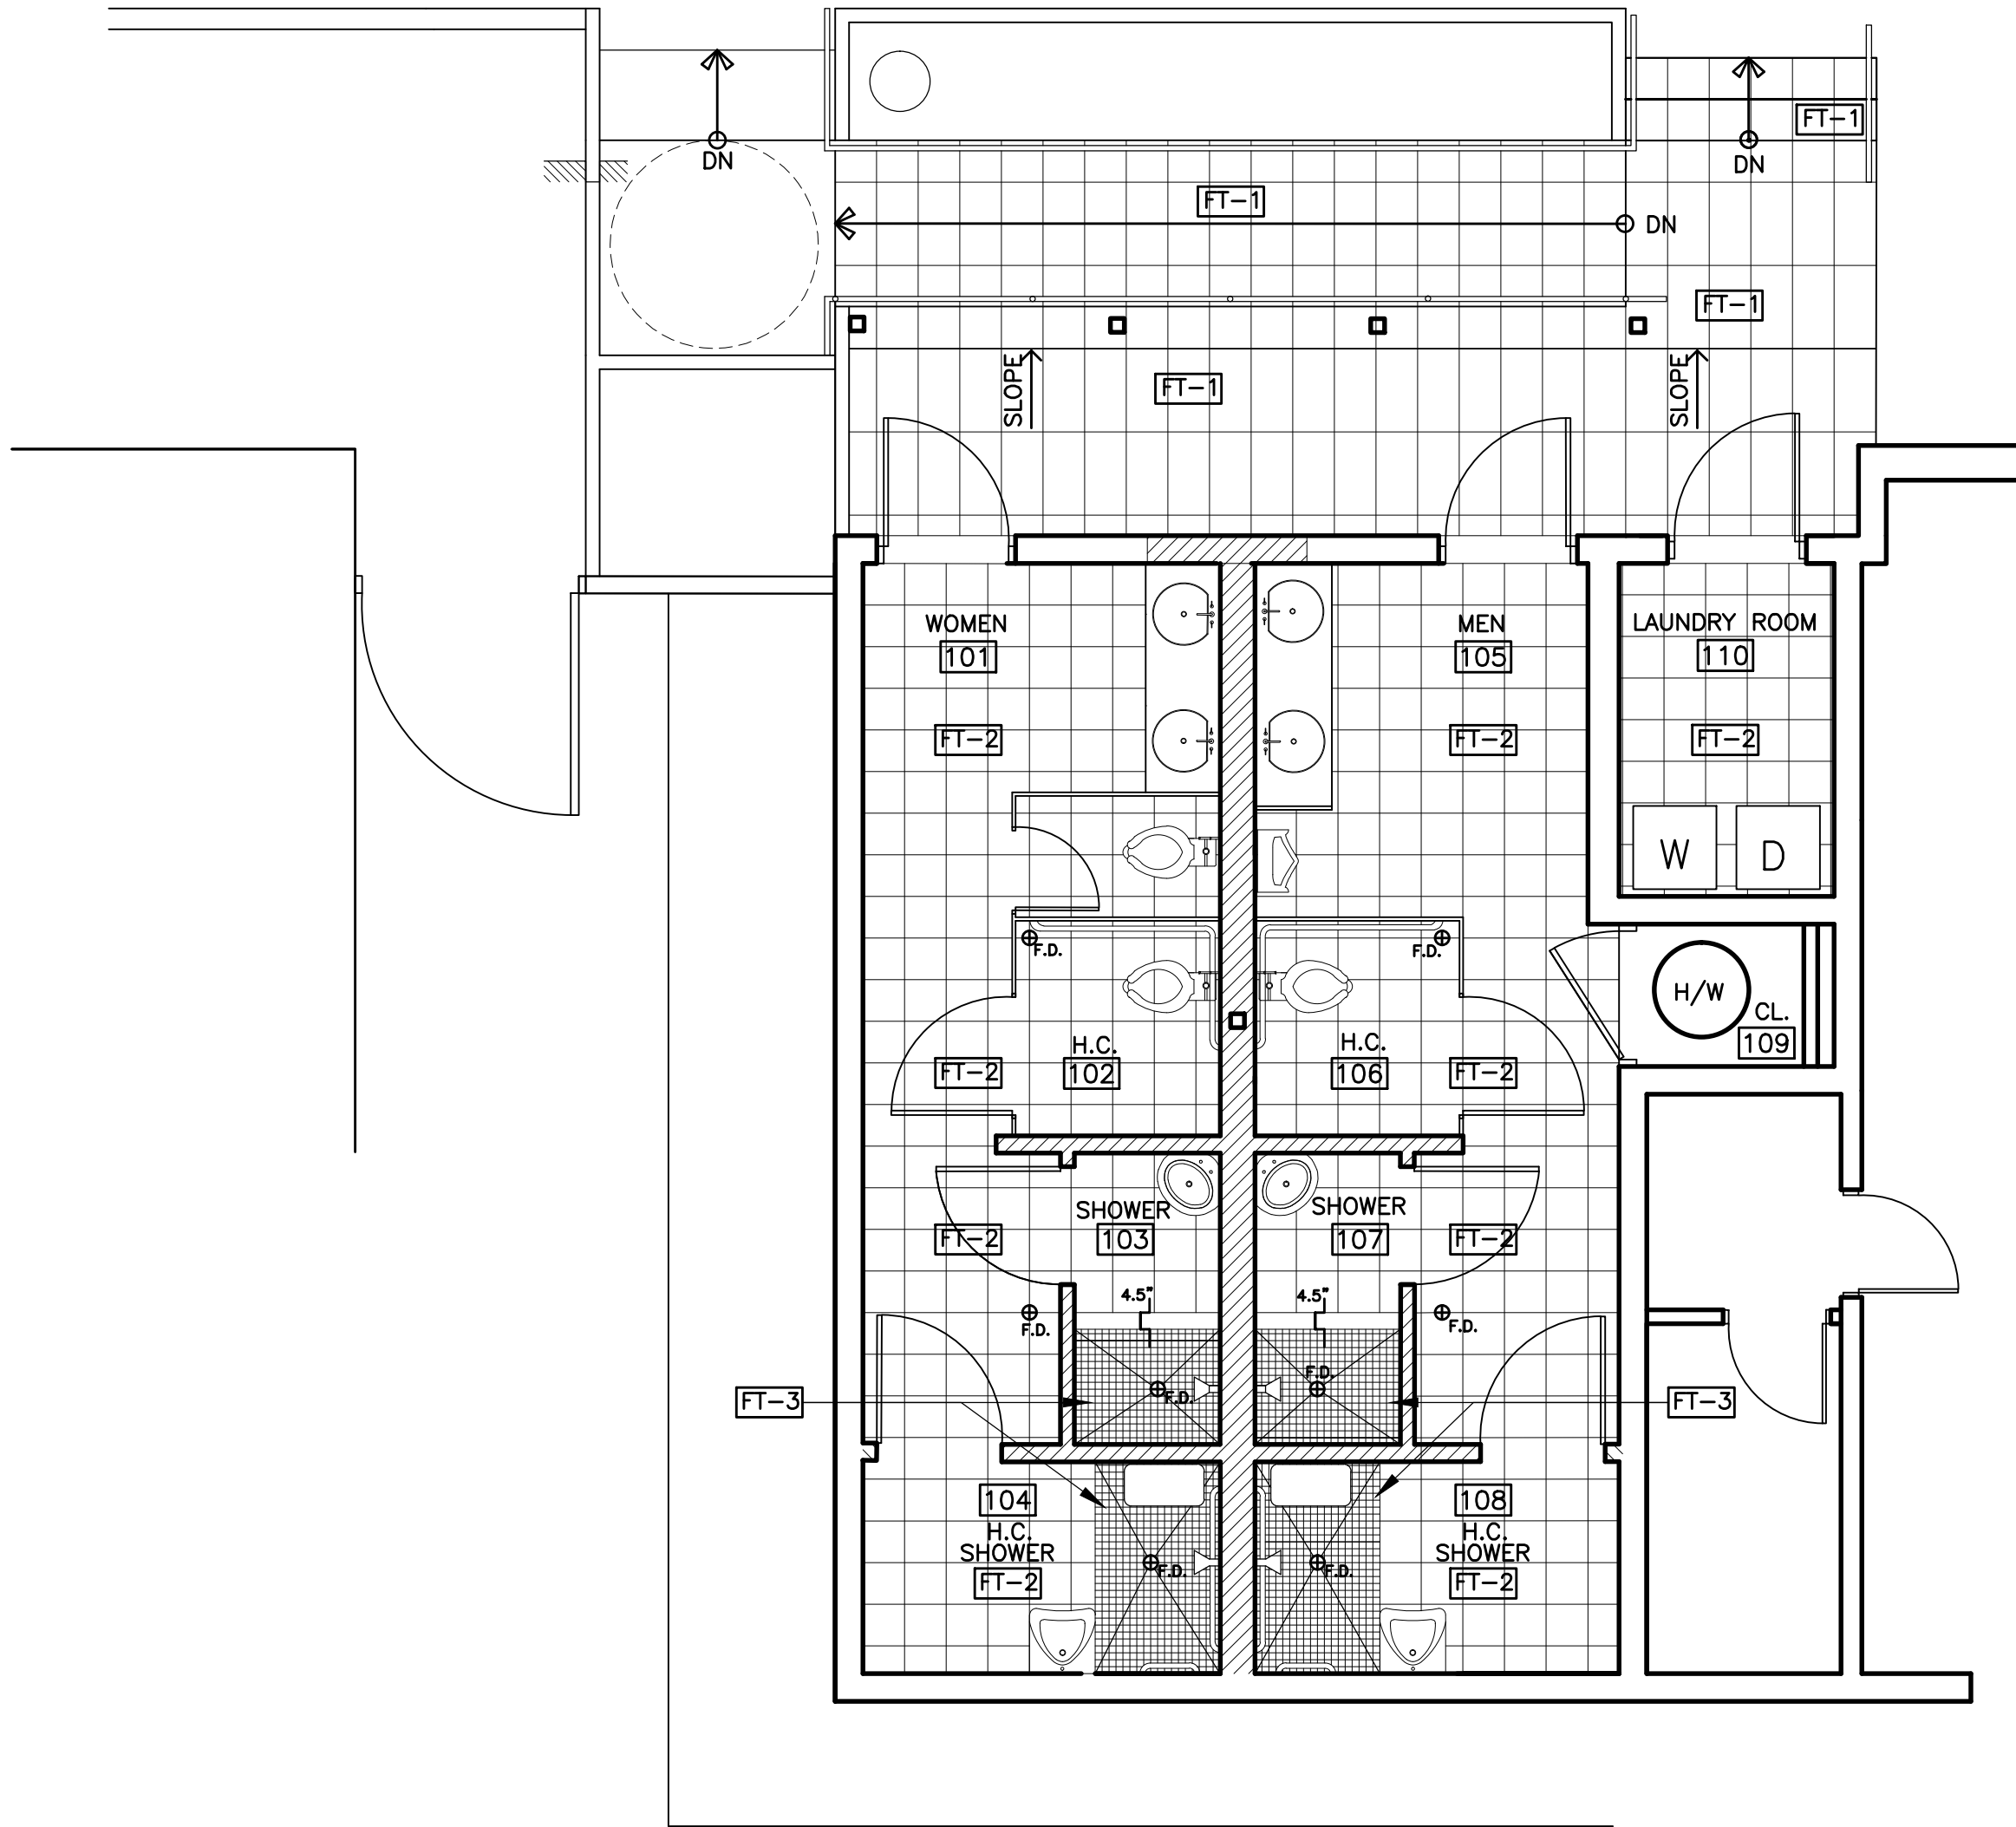 FT-1
DN
DN
FT-1
DN
FT-1
SLOPE
FT-1
SLOPE
WOMEN
101
MEN
105
LAUNDRY ROOM
110
FT-2
FT-2
FT-2
W
D
F.D.
F.D.
H/W
CL.
109
H.C.
102
H.C.
106
FT-2
FT-2
SHOWER
103
SHOWER
107
FT-2
FT-2
4.5"
4.5"
F.D.
F.D.
F.D.
F.D.
FT-3
FT-3
104
H.C.
SHOWER
FT-2
108
H.C.
SHOWER
FT-2
F.D.
F.D.